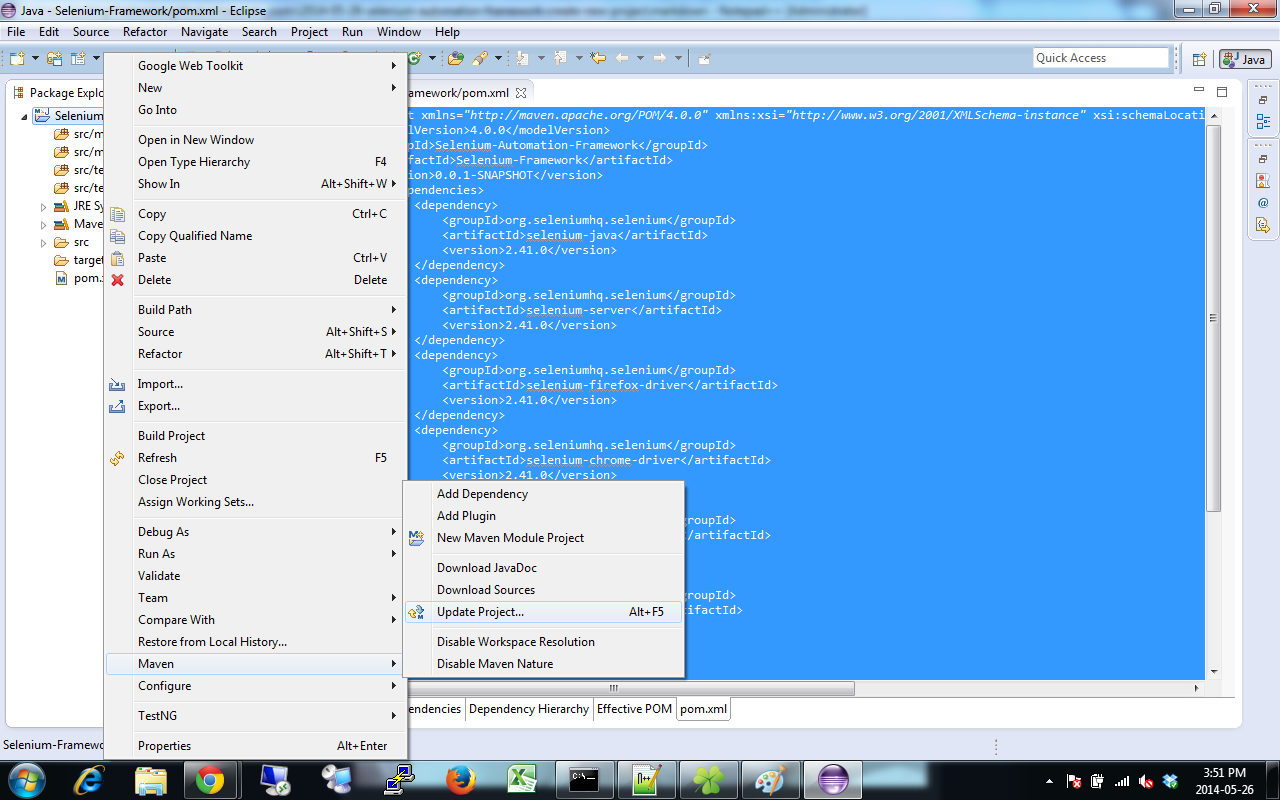 Java - Selenium-Framework/pom.xml - Eclipse
File Edit Source Refactor Navigate Search Project Run Window Help
Quick Access
Java
Package Explo
amework/pom.xml
Selenium
src/m
src/m
src/te
src/te
JRE Sy
Mave
src
target
pom.x
Google Web Toolkit
New
Go Into
Open in New Window
Open Type Hierarchy F4
Show In Alt+Shift+W
Copy Ctrl+C
Copy Qualified Name
Paste Ctrl+V
Delete Delete
Build Path
Source Alt+Shift+S
Refactor Alt+Shift+T
Import...
Export...
Build Project
Refresh F5
Close Project
Assign Working Sets...
Debug As
Run As
Validate
Team
Compare With
Restore from Local History...
Maven
Configure
TestNG
Properties Alt+Enter
t xmlns="http://maven.apache.org/POM/4.0.0" xmlns:xsi="http://www.w3.org/2001/XMLSchema-instance" xsi:schemaLocati
lVersion>4.0.0</modelVersion>
pId>Selenium-Automation-Framework</groupId>
factId>Selenium-Framework</artifactId>
ion>0.0.1-SNAPSHOT</version>
pendencies>
<dependency>
<groupId>org.seleniumhq.selenium</groupId>
<artifactId>selenium-java</artifactId>
<version>2.41.0</version>
</dependency>
<dependency>
<groupId>org.seleniumhq.selenium</groupId>
<artifactId>selenium-server</artifactId>
<version>2.41.0</version>
</dependency>
<dependency>
<groupId>org.seleniumhq.selenium</groupId>
<artifactId>selenium-firefox-driver</artifactId>
<version>2.41.0</version>
</dependency>
<dependency>
<groupId>org.seleniumhq.selenium</groupId>
<artifactId>selenium-chrome-driver</artifactId>
<version>2.41.0</version>
groupId>
/artifactId>
groupId>
ifactId>
Add Dependency
Add Plugin
New Maven Module Project
Download JavaDoc
Download Sources
Update Project... Alt+F5
Disable Workspace Resolution
Disable Maven Nature
endencies Dependency Hierarchy Effective POM pom.xml
Selenium-Framewo
3:51 PM
2014-05-26